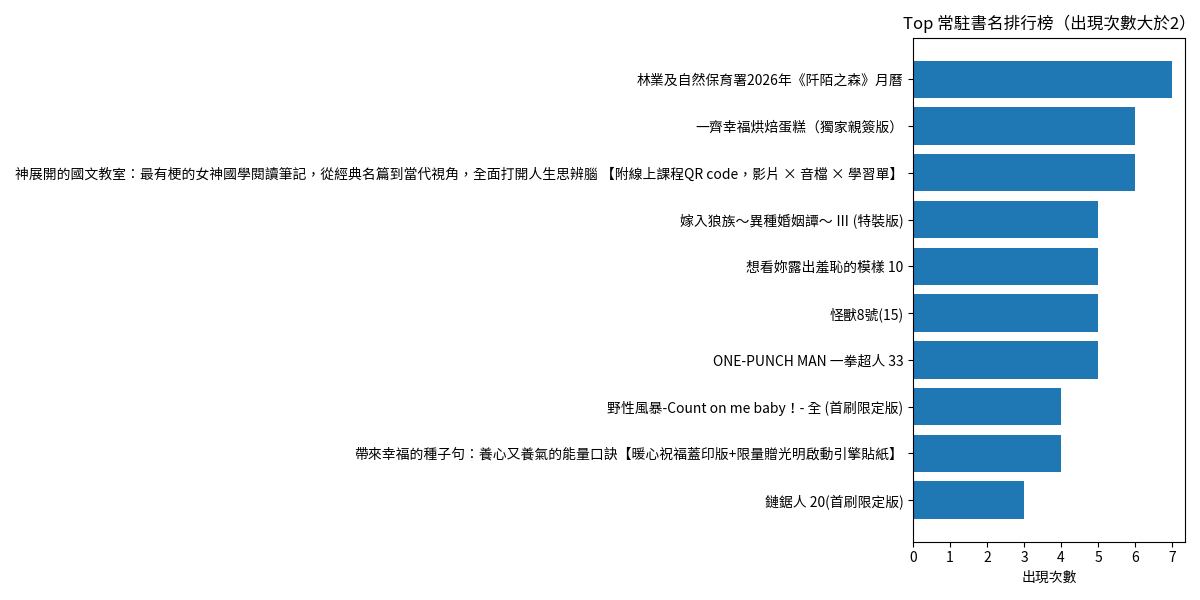 Top 常駐書名排行榜（出現次數大於2）
林業及自然保育署2026年《阡陌之森》月曆
一齊幸福烘焙蛋糕（獨家親簽版）
神展開的國文教室：最有梗的女神國學閱讀筆記，從經典名篇到當代視角，全面打開人生思辨腦 【附線上課程QR code，影片 × 音檔 × 學習單】
嫁入狼族～異種婚姻譚～ III (特裝版)
想看妳露出羞恥的模樣 10
怪獸8號(15)
ONE-PUNCH MAN 一拳超人 33
野性風暴-Count on me baby！- 全 (首刷限定版)
帶來幸福的種子句：養心又養氣的能量口訣【暖心祝福蓋印版+限量贈光明啟動引擎貼紙】
鏈鋸人 20(首刷限定版)
0 1 2 3 4 5 6 7
出現次數